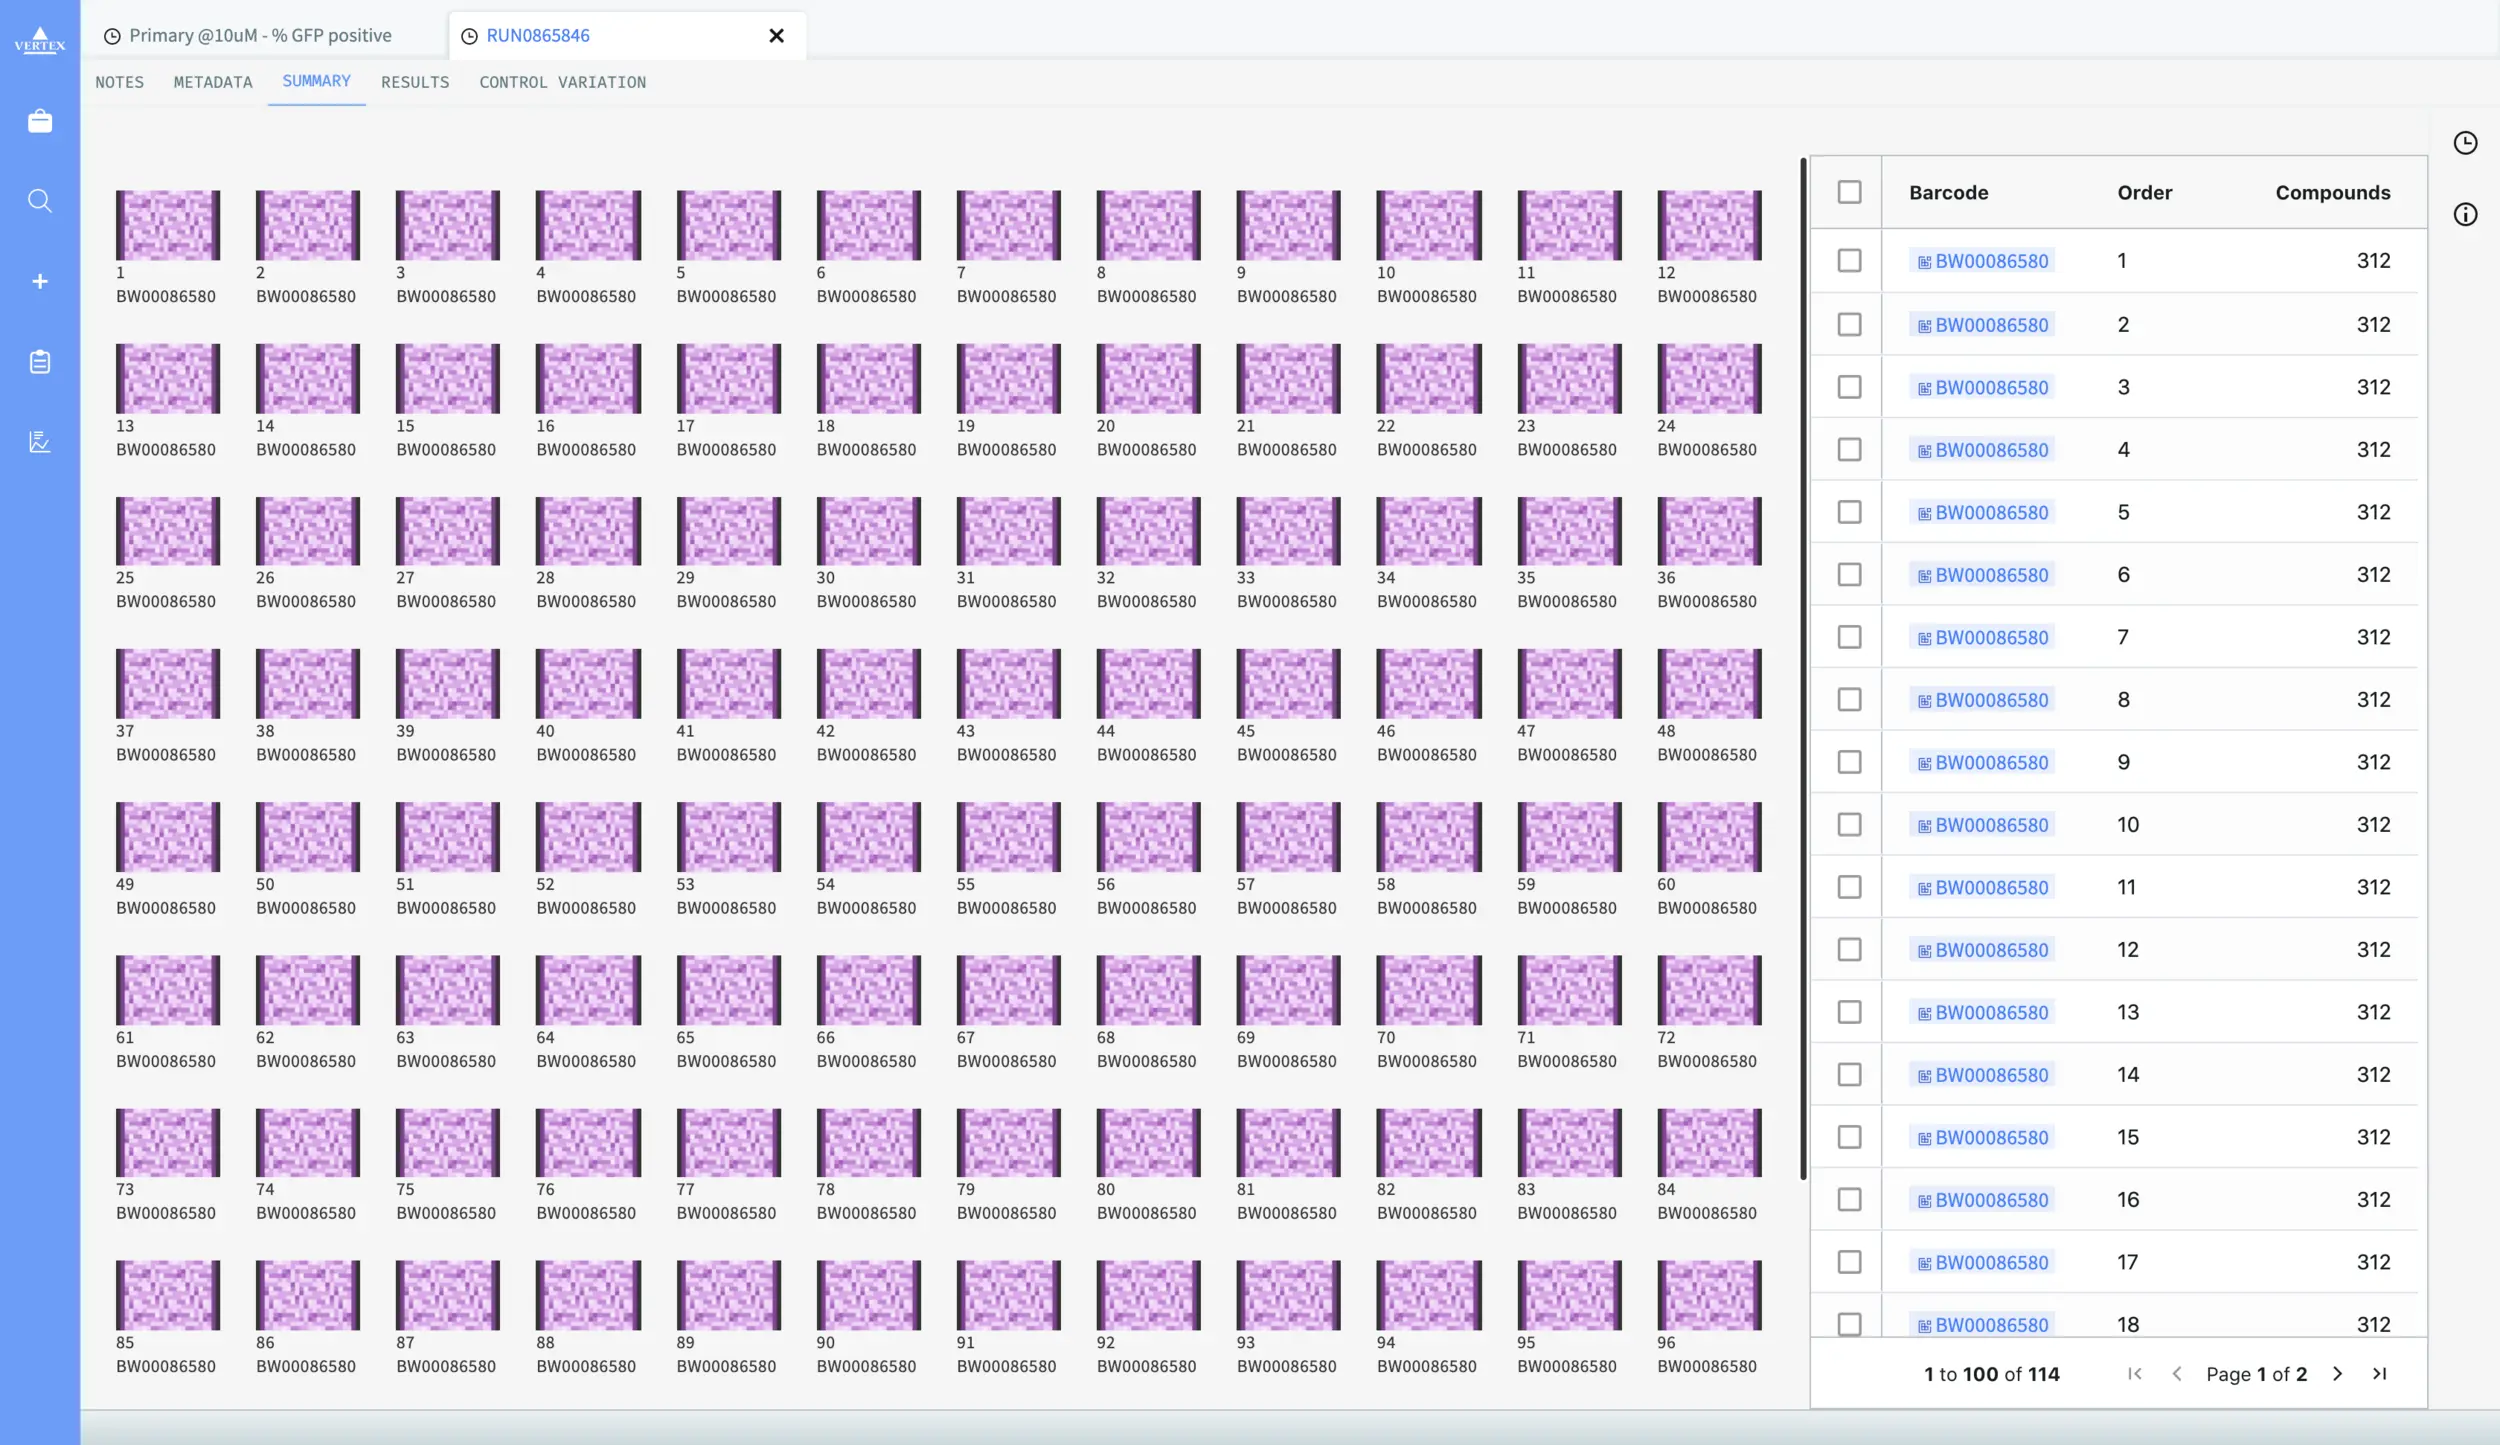 VERTEX
Primary @10uM - % GFP positive
RUN0865846
NOTES METADATA SUMMARY RESULTS CONTROL VARIATION
1 2 3 4 5 6 7 8 9 10 11 12
BW00086580 BW00086580 BW00086580 BW00086580 BW00086580 BW00086580 BW00086580 BW00086580 BW00086580 BW00086580 BW00086580 BW00086580
13 14 15 16 17 18 19 20 21 22 23 24
BW00086580 BW00086580 BW00086580 BW00086580 BW00086580 BW00086580 BW00086580 BW00086580 BW00086580 BW00086580 BW00086580 BW00086580
25 26 27 28 29 30 31 32 33 34 35 36
BW00086580 BW00086580 BW00086580 BW00086580 BW00086580 BW00086580 BW00086580 BW00086580 BW00086580 BW00086580 BW00086580 BW00086580
37 38 39 40 41 42 43 44 45 46 47 48
BW00086580 BW00086580 BW00086580 BW00086580 BW00086580 BW00086580 BW00086580 BW00086580 BW00086580 BW00086580 BW00086580 BW00086580
49 50 51 52 53 54 55 56 57 58 59 60
BW00086580 BW00086580 BW00086580 BW00086580 BW00086580 BW00086580 BW00086580 BW00086580 BW00086580 BW00086580 BW00086580 BW00086580
61 62 63 64 65 66 67 68 69 70 71 72
BW00086580 BW00086580 BW00086580 BW00086580 BW00086580 BW00086580 BW00086580 BW00086580 BW00086580 BW00086580 BW00086580 BW00086580
73 74 75 76 77 78 79 80 81 82 83 84
BW00086580 BW00086580 BW00086580 BW00086580 BW00086580 BW00086580 BW00086580 BW00086580 BW00086580 BW00086580 BW00086580 BW00086580
85 86 87 88 89 90 91 92 93 94 95 96
BW00086580 BW00086580 BW00086580 BW00086580 BW00086580 BW00086580 BW00086580 BW00086580 BW00086580 BW00086580 BW00086580 BW00086580
Barcode Order Compounds
BW00086580 1 312
BW00086580 2 312
BW00086580 3 312
BW00086580 4 312
BW00086580 5 312
BW00086580 6 312
BW00086580 7 312
BW00086580 8 312
BW00086580 9 312
BW00086580 10 312
BW00086580 11 312
BW00086580 12 312
BW00086580 13 312
BW00086580 14 312
BW00086580 15 312
BW00086580 16 312
BW00086580 17 312
BW00086580 18 312
1 to 100 of 114 Page 1 of 2